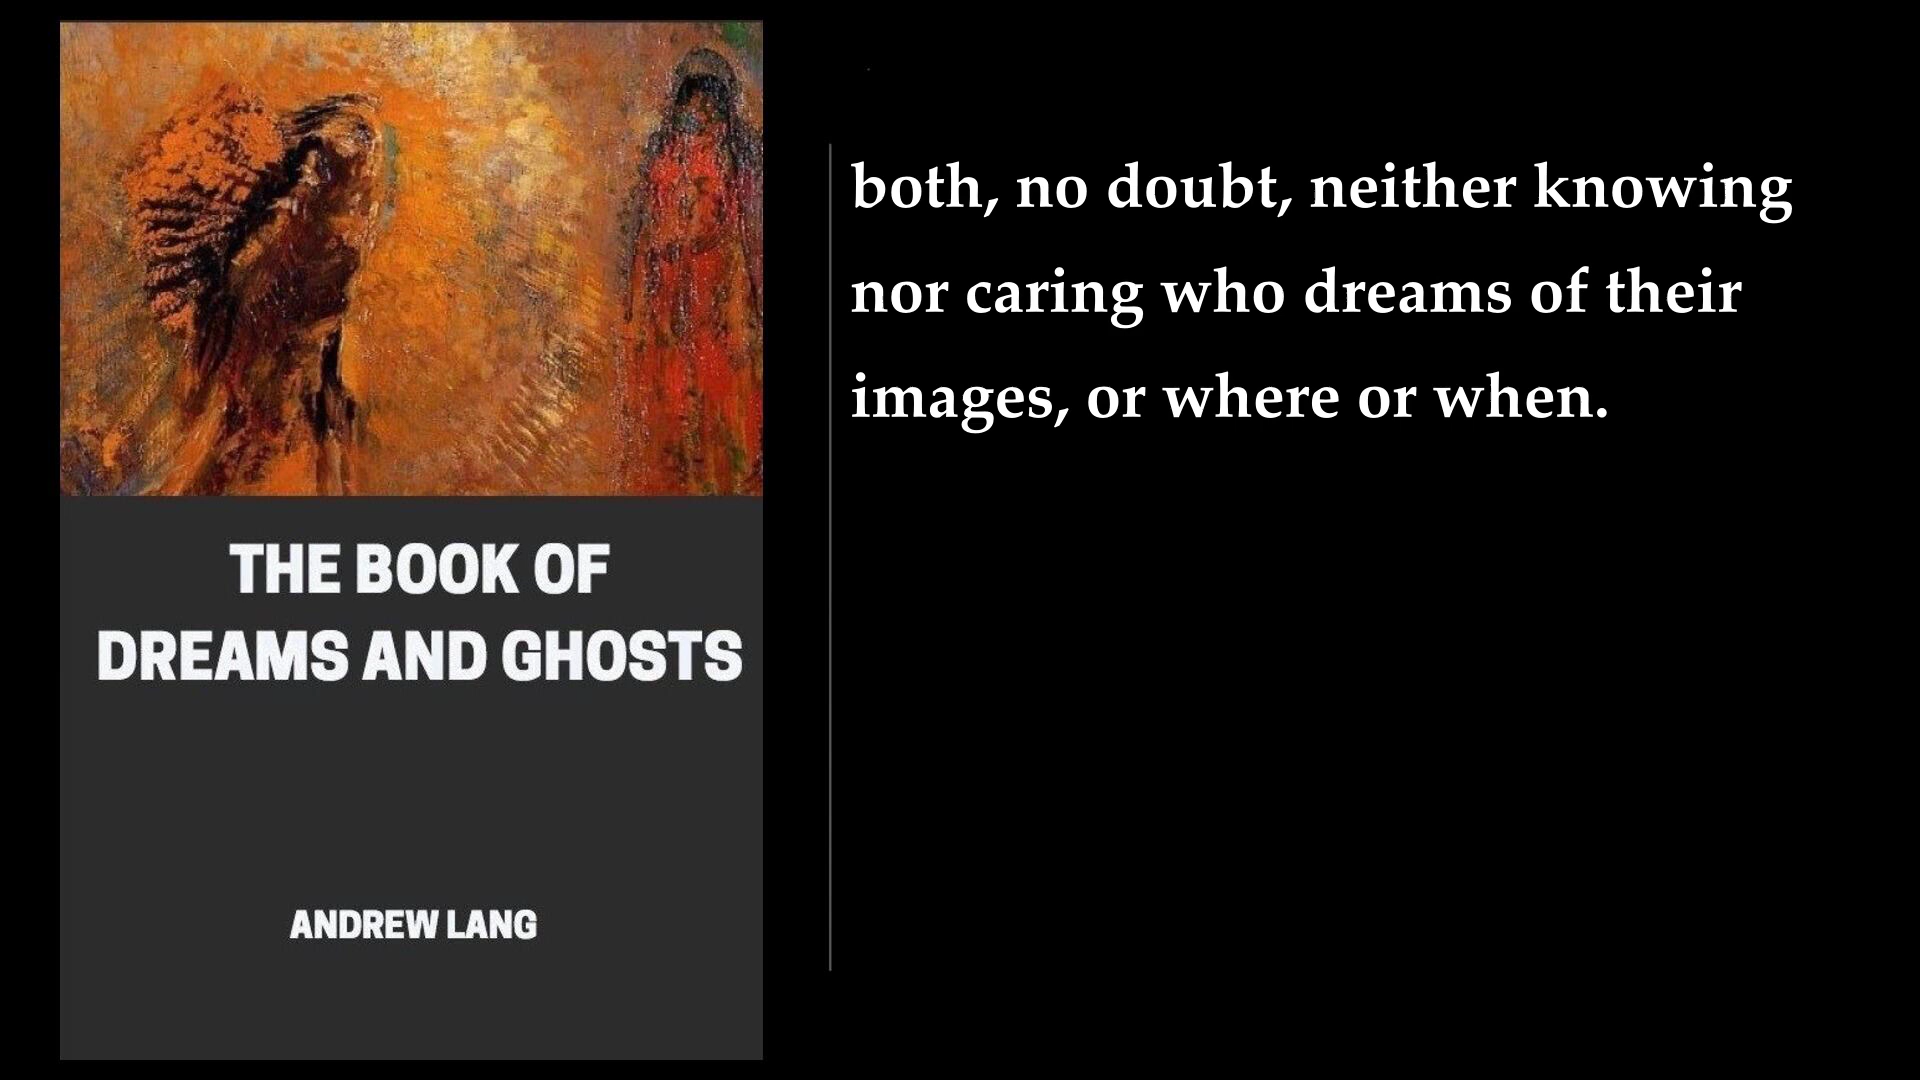 THE BOOK OF
DREAMS AND GHOSTS
ANDREW LANG
both, no doubt, neither knowing
nor caring who dreams of their
images, or where or when.